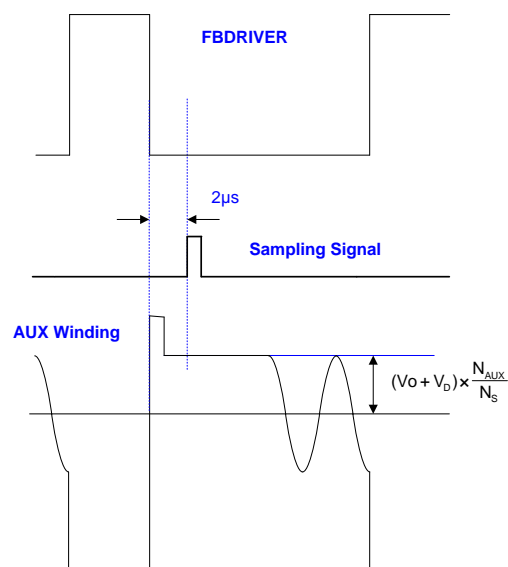 FBDRIVER
2µs
Sampling Signal
AUX Winding
(Vo + V_D) × N_AUX / N_S